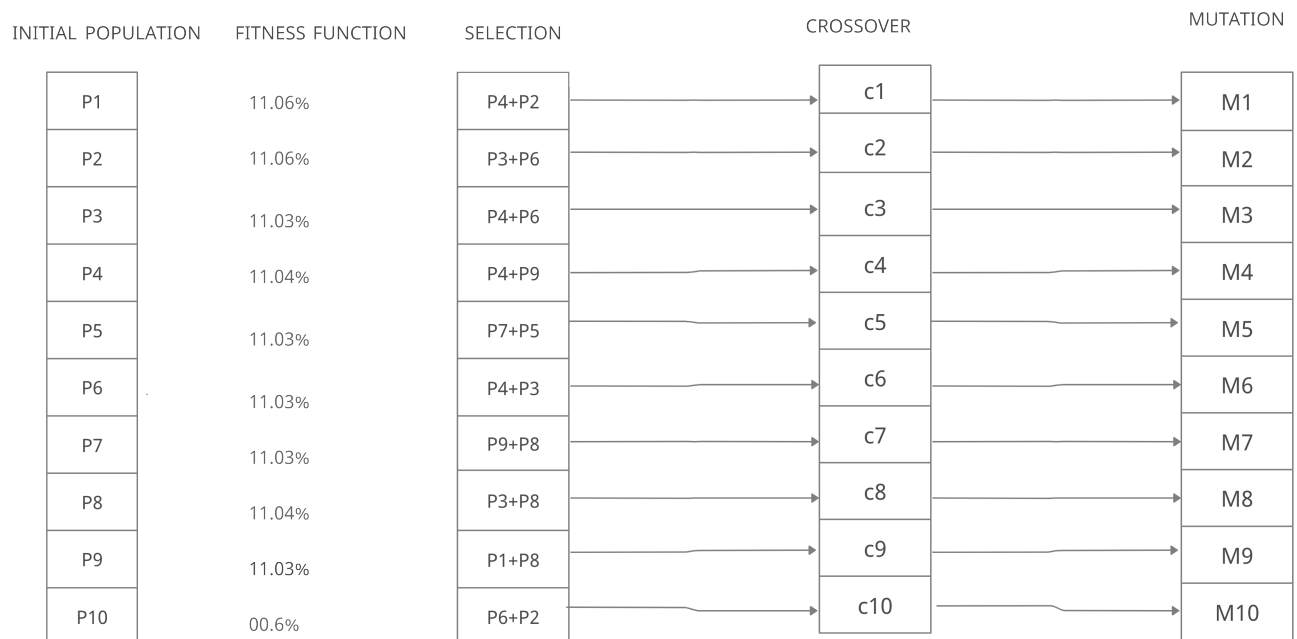 INITIAL POPULATION FITNESS FUNCTION SELECTION CROSSOVER MUTATION
P1 11.06% P4+P2 c1 M1
P2 11.06% P3+P6 c2 M2
P3 11.03% P4+P6 c3 M3
P4 11.04% P4+P9 c4 M4
P5 11.03% P7+P5 c5 M5
P6 11.03% P4+P3 c6 M6
P7 11.03% P9+P8 c7 M7
P8 11.04% P3+P8 c8 M8
P9 11.03% P1+P8 c9 M9
P10 00.6% P6+P2 c10 M10